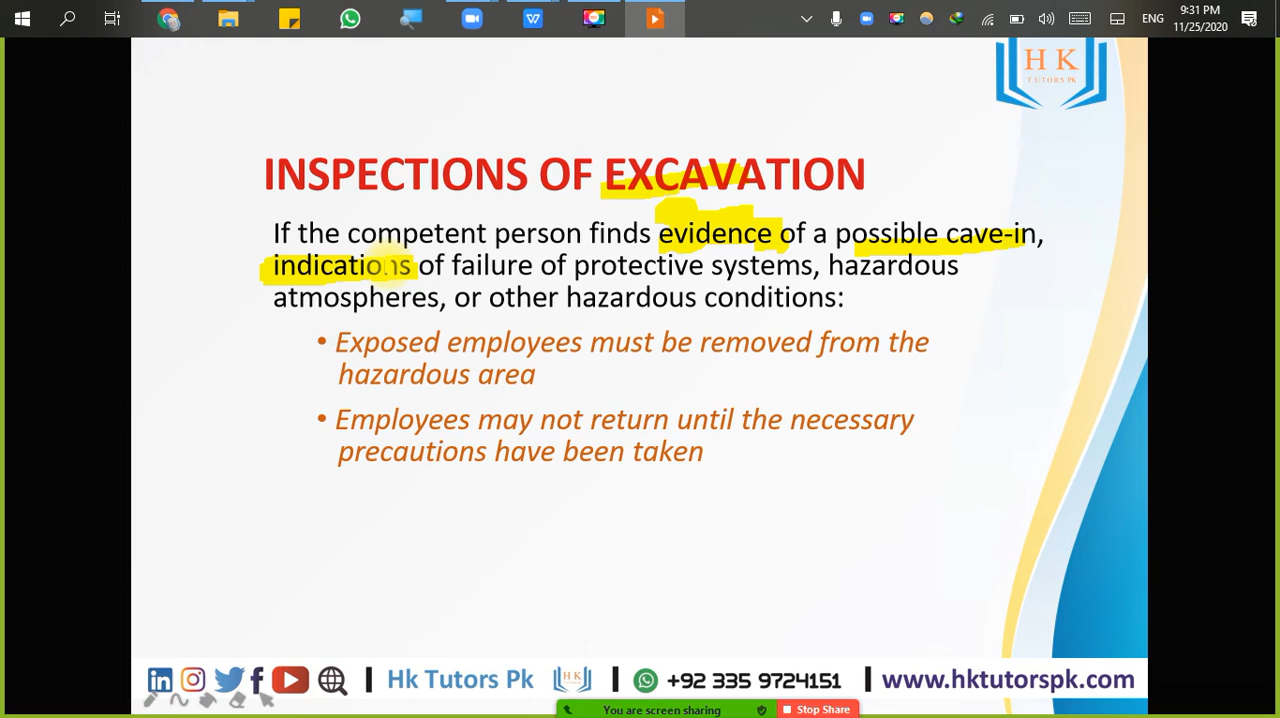 9:31 PM
ENG
11/25/2020
H K
TUTORS PK
INSPECTIONS OF EXCAVATION
If the competent person finds evidence of a possible cave-in,
indications of failure of protective systems, hazardous
atmospheres, or other hazardous conditions:
• Exposed employees must be removed from the
hazardous area
• Employees may not return until the necessary
precautions have been taken
| Hk Tutors Pk | +92 335 9724151 | www.hktutorspk.com
You are screen sharing Stop Share